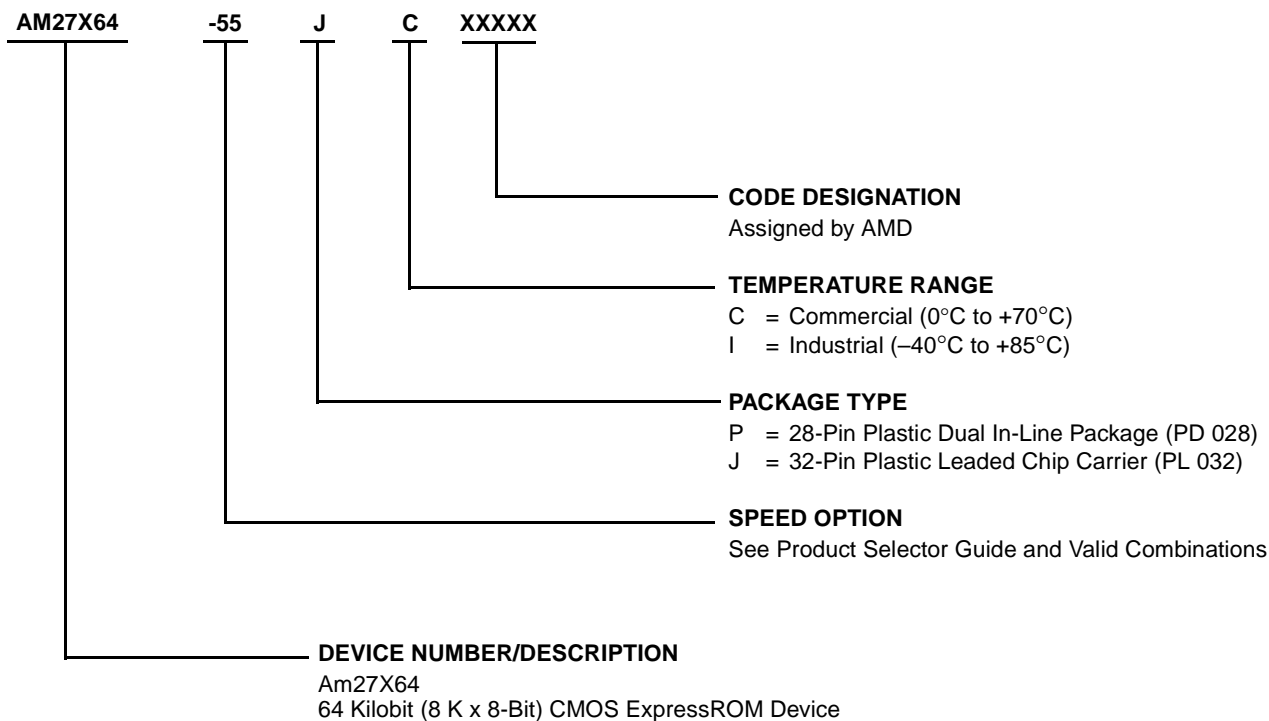 AM27X64 -55 J C XXXXX
CODE DESIGNATION
Assigned by AMD
TEMPERATURE RANGE
C = Commercial (0°C to +70°C)
I = Industrial (–40°C to +85°C)
PACKAGE TYPE
P = 28-Pin Plastic Dual In-Line Package (PD 028)
J = 32-Pin Plastic Leaded Chip Carrier (PL 032)
SPEED OPTION
See Product Selector Guide and Valid Combinations
DEVICE NUMBER/DESCRIPTION
Am27X64
64 Kilobit (8 K x 8-Bit) CMOS ExpressROM Device